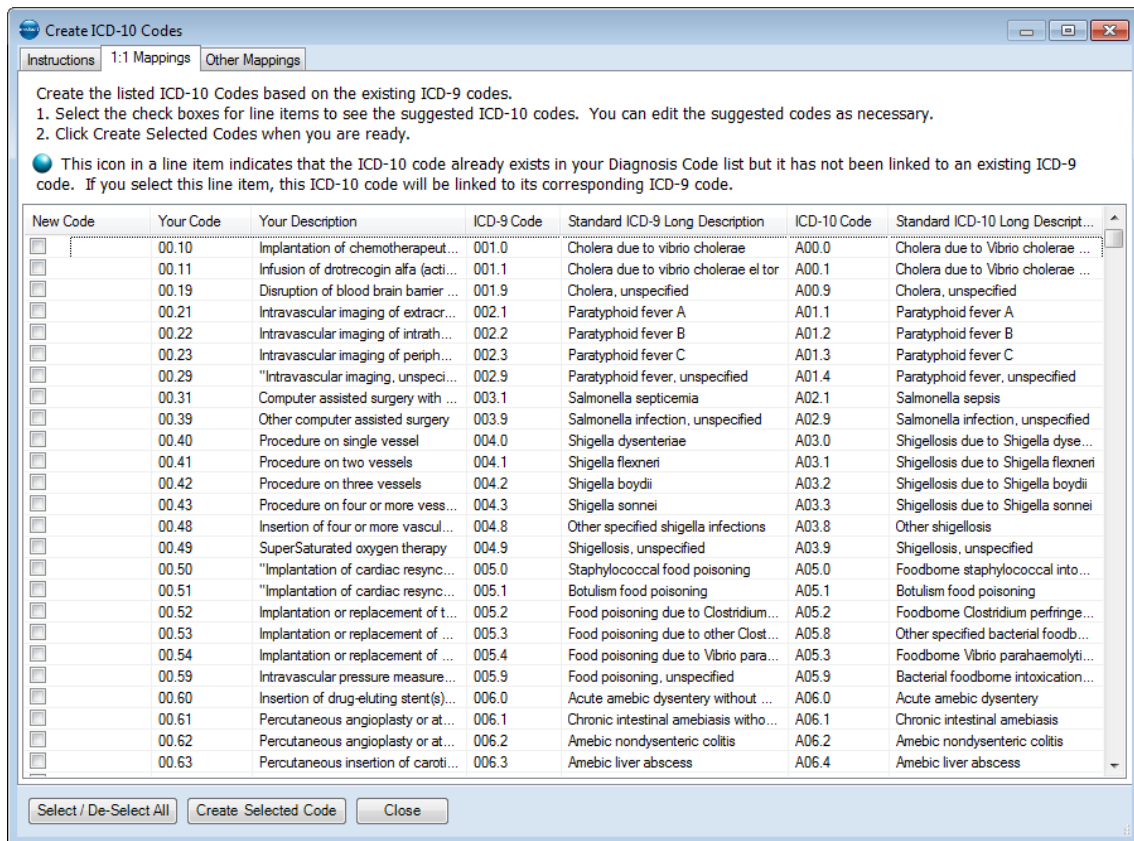 Create ICD-10 Codes
Instructions 1:1 Mappings Other Mappings
Create the listed ICD-10 Codes based on the existing ICD-9 codes.
1. Select the check boxes for line items to see the suggested ICD-10 codes. You can edit the suggested codes as necessary.
2. Click Create Selected Codes when you are ready.
This icon in a line item indicates that the ICD-10 code already exists in your Diagnosis Code list but it has not been linked to an existing ICD-9
code. If you select this line item, this ICD-10 code will be linked to its corresponding ICD-9 code.
New Code Your Code Your Description ICD-9 Code Standard ICD-9 Long Description ICD-10 Code Standard ICD-10 Long Descript...
00.10 Implantation of chemotherapeut... 001.0 Cholera due to vibrio cholerae A00.0 Cholera due to Vibrio cholerae ...
00.11 Infusion of drotrecogin alfa (acti... 001.1 Cholera due to vibrio cholerae el tor A00.1 Cholera due to Vibrio cholerae ...
00.19 Disruption of blood brain barrier ... 001.9 Cholera, unspecified A00.9 Cholera, unspecified
00.21 Intravascular imaging of extracr... 002.1 Paratyphoid fever A A01.1 Paratyphoid fever A
00.22 Intravascular imaging of intrath... 002.2 Paratyphoid fever B A01.2 Paratyphoid fever B
00.23 Intravascular imaging of periph... 002.3 Paratyphoid fever C A01.3 Paratyphoid fever C
00.29 "Intravascular imaging, unspeci... 002.9 Paratyphoid fever, unspecified A01.4 Paratyphoid fever, unspecified
00.31 Computer assisted surgery with ... 003.1 Salmonella septicemia A02.1 Salmonella sepsis
00.39 Other computer assisted surgery 003.9 Salmonella infection, unspecified A02.9 Salmonella infection, unspecified
00.40 Procedure on single vessel 004.0 Shigella dysenteriae A03.0 Shigellosis due to Shigella dyse...
00.41 Procedure on two vessels 004.1 Shigella flexneri A03.1 Shigellosis due to Shigella flexneri
00.42 Procedure on three vessels 004.2 Shigella boydii A03.2 Shigellosis due to Shigella boydii
00.43 Procedure on four or more vess... 004.3 Shigella sonnei A03.3 Shigellosis due to Shigella sonnei
00.48 Insertion of four or more vascul... 004.8 Other specified shigella infections A03.8 Other shigellosis
00.49 SuperSaturated oxygen therapy 004.9 Shigellosis, unspecified A03.9 Shigellosis, unspecified
00.50 "Implantation of cardiac resync... 005.0 Staphylococcal food poisoning A05.0 Foodborne staphylococcal into...
00.51 "Implantation of cardiac resync... 005.1 Botulism food poisoning A05.1 Botulism food poisoning
00.52 Implantation or replacement of t... 005.2 Food poisoning due to Clostridium... A05.2 Foodborne Clostridium perfringe...
00.53 Implantation or replacement of ... 005.3 Food poisoning due to other Clost... A05.8 Other specified bacterial foodb...
00.54 Implantation or replacement of ... 005.4 Food poisoning due to Vibrio para... A05.3 Foodborne Vibrio parahaemolyti...
00.59 Intravascular pressure measure... 005.9 Food poisoning, unspecified A05.9 Bacterial foodborne intoxication...
00.60 Insertion of drug-eluting stent(s)... 006.0 Acute amebic dysentery without ... A06.0 Acute amebic dysentery
00.61 Percutaneous angioplasty or at... 006.1 Chronic intestinal amebiasis witho... A06.1 Chronic intestinal amebiasis
00.62 Percutaneous angioplasty or at... 006.2 Amebic nondysenteric colitis A06.2 Amebic nondysenteric colitis
00.63 Percutaneous insertion of caroti... 006.3 Amebic liver abscess A06.4 Amebic liver abscess
Select / De-Select All Create Selected Code Close